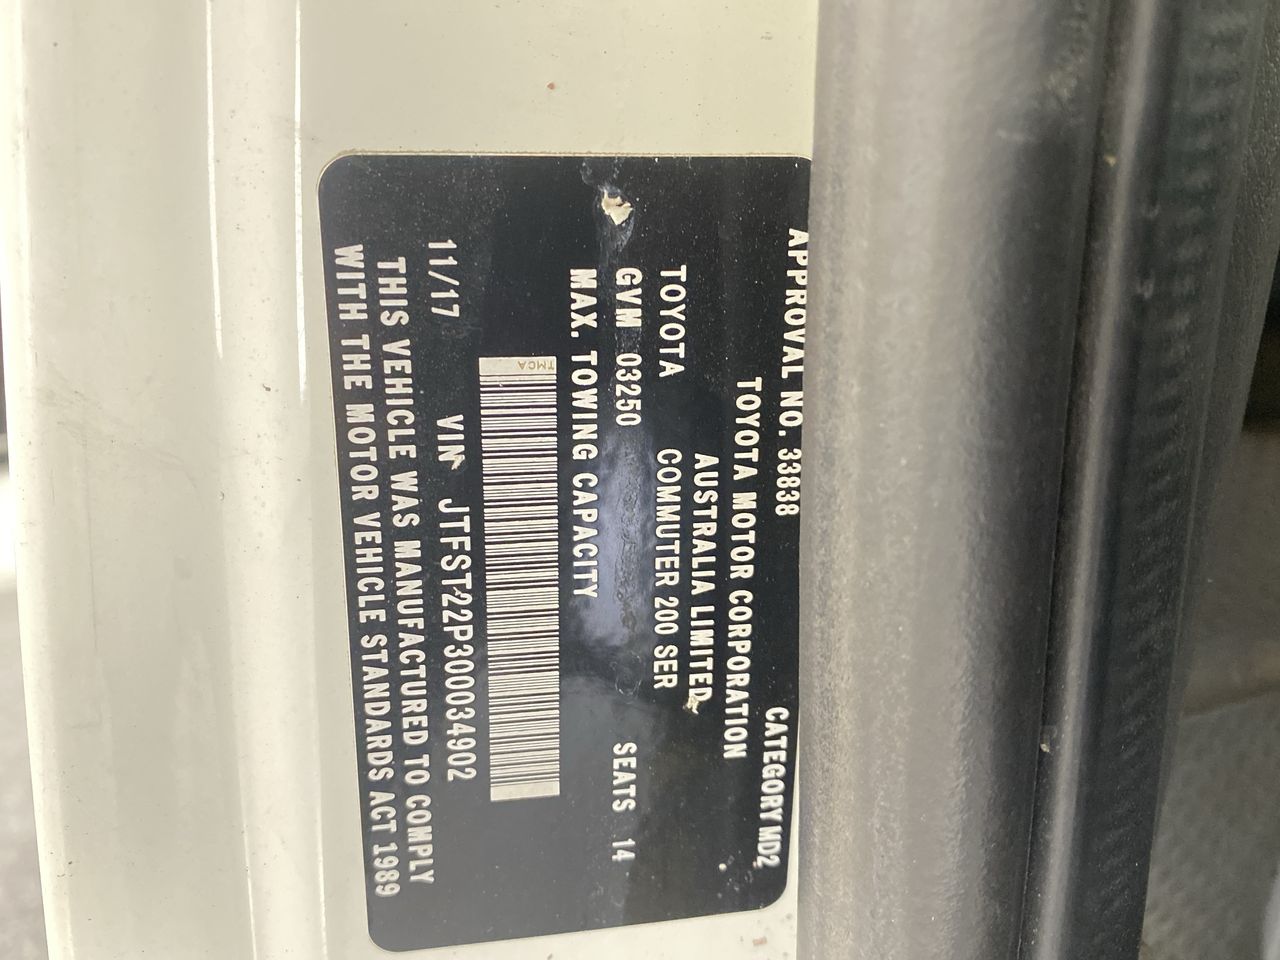 APPROVAL NO. 33838 CATEGORY MD2
TOYOTA MOTOR CORPORATION
AUSTRALIA LIMITED
TOYOTA COMMUTER 200 SER
GVM 03250 SEATS 14
MAX. TOWING CAPACITY
TMCA
11/17 VIN JTFST22P300034902
THIS VEHICLE WAS MANUFACTURED TO COMPLY
WITH THE MOTOR VEHICLE STANDARDS ACT 1989